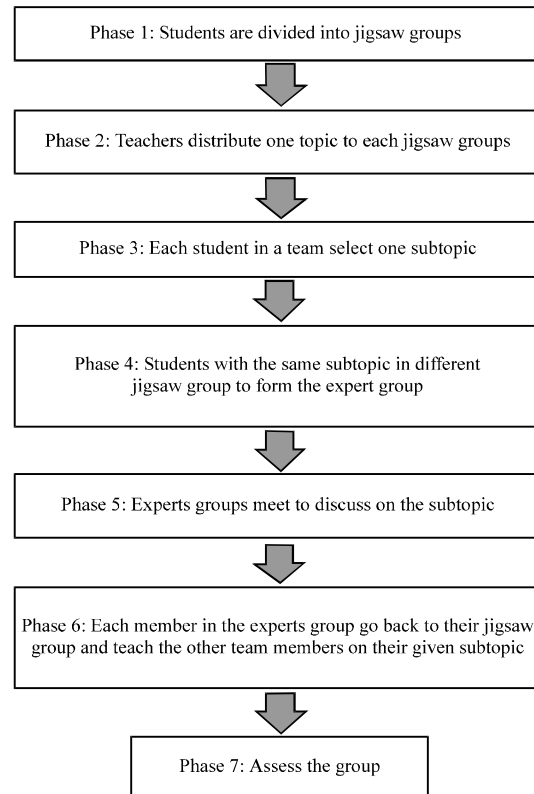 Phase 1: Students are divided into jigsaw groups
Phase 2: Teachers distribute one topic to each jigsaw groups
Phase 3: Each student in a team select one subtopic
Phase 4: Students with the same subtopic in different
jigsaw group to form the expert group
Phase 5: Experts groups meet to discuss on the subtopic
Phase 6: Each member in the experts group go back to their jigsaw
group and teach the other team members on their given subtopic
Phase 7: Assess the group